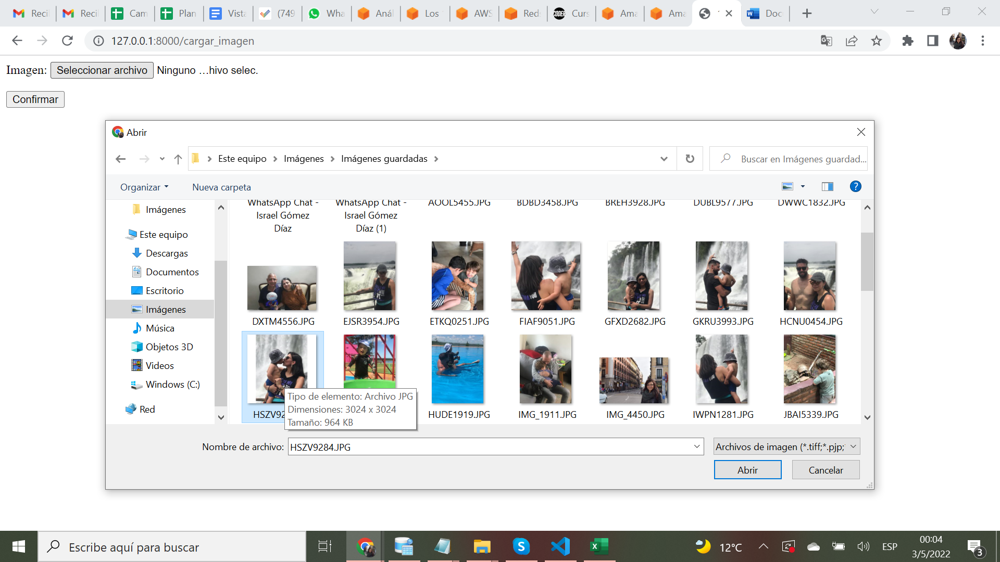 Recil
Recil
Cam
Plan
Vista
(749
Wha
Anál
Los
AWS
Reds
CODER
Curs
Ama
Ama
Doc
127.0.0.1:8000/cargar_imagen
Imagen: Seleccionar archivo Ninguno …hivo selec.
Confirmar
Abrir
Este equipo > Imágenes > Imágenes guardadas >
Buscar en Imágenes guardad...
Organizar
Nueva carpeta
Imágenes
Este equipo
Descargas
Documentos
Escritorio
Imágenes
Música
Objetos 3D
Videos
Windows (C:)
Red
WhatsApp Chat -
Israel Gómez
Díaz
WhatsApp Chat -
Israel Gómez
Díaz (1)
AOOL5455.JPG
BDBD3458.JPG
BREH3928.JPG
DUBL9577.JPG
DWWC1832.JPG
DXTM4556.JPG
EJSR3954.JPG
ETKQ0251.JPG
FIAF9051.JPG
GFXD2682.JPG
GKRU3993.JPG
HCNU0454.JPG
HSZV92
Tipo de elemento: Archivo JPG
Dimensiones: 3024 x 3024
Tamaño: 964 KB
HUDE1919.JPG
IMG_1911.JPG
IMG_4450.JPG
IWPN1281.JPG
JBAI5339.JPG
Nombre de archivo: HSZV9284.JPG
Archivos de imagen (*.tiff;*.pjp;
Abrir
Cancelar
Escribe aquí para buscar
12°C
ESP
00:04
3/5/2022
3